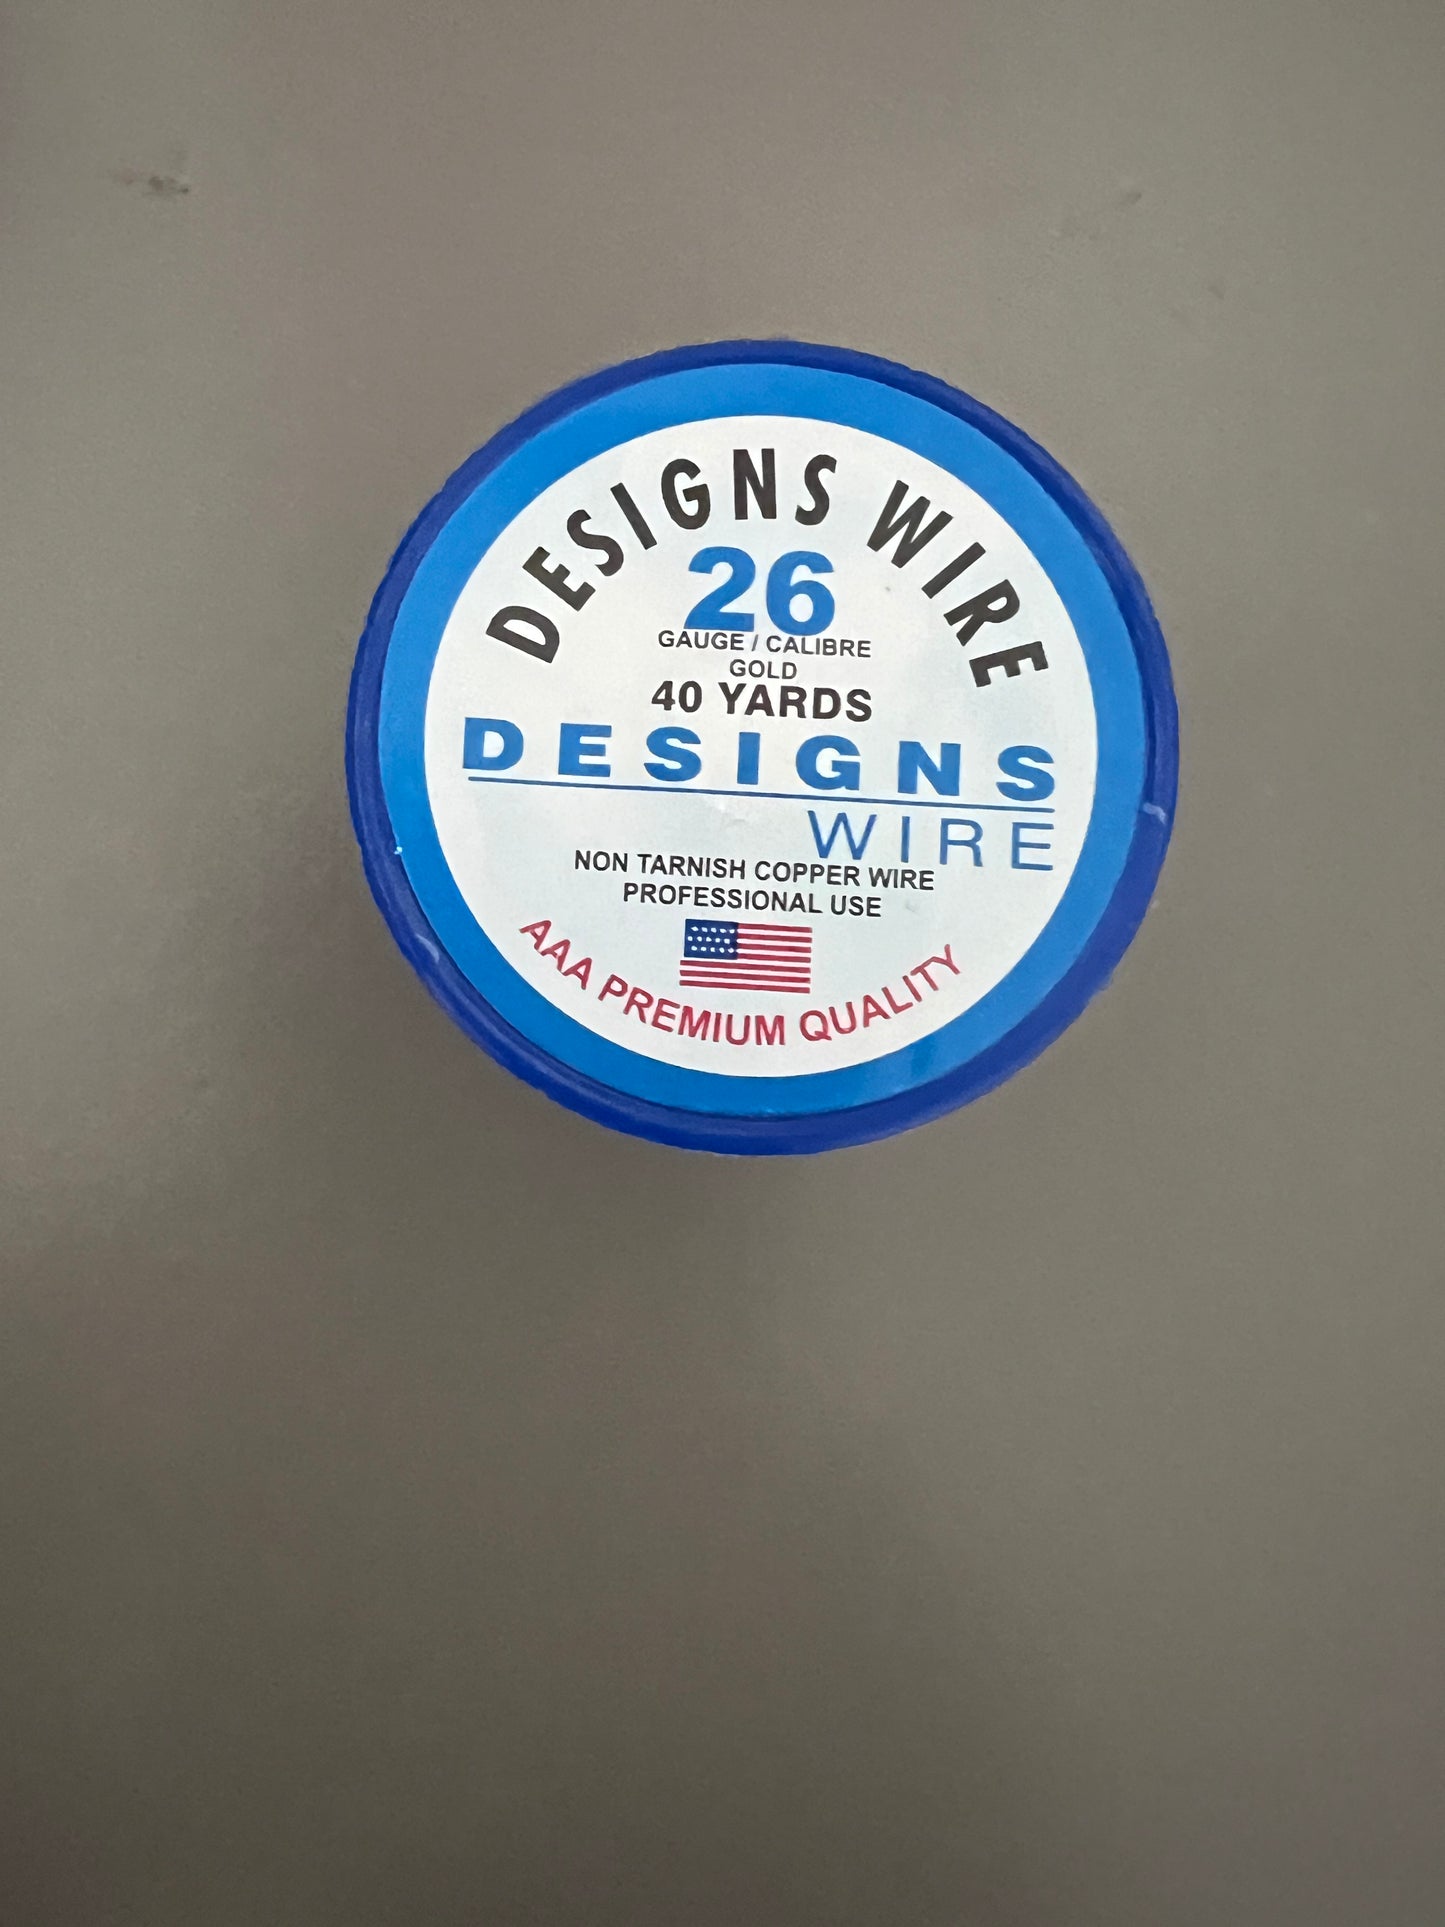 DESIGNS WIRE
26
GAUGE / CALIBRE
GOLD
40 YARDS
DESIGNS
WIRE
NON TARNISH COPPER WIRE
PROFESSIONAL USE
AAA PREMIUM QUALITY